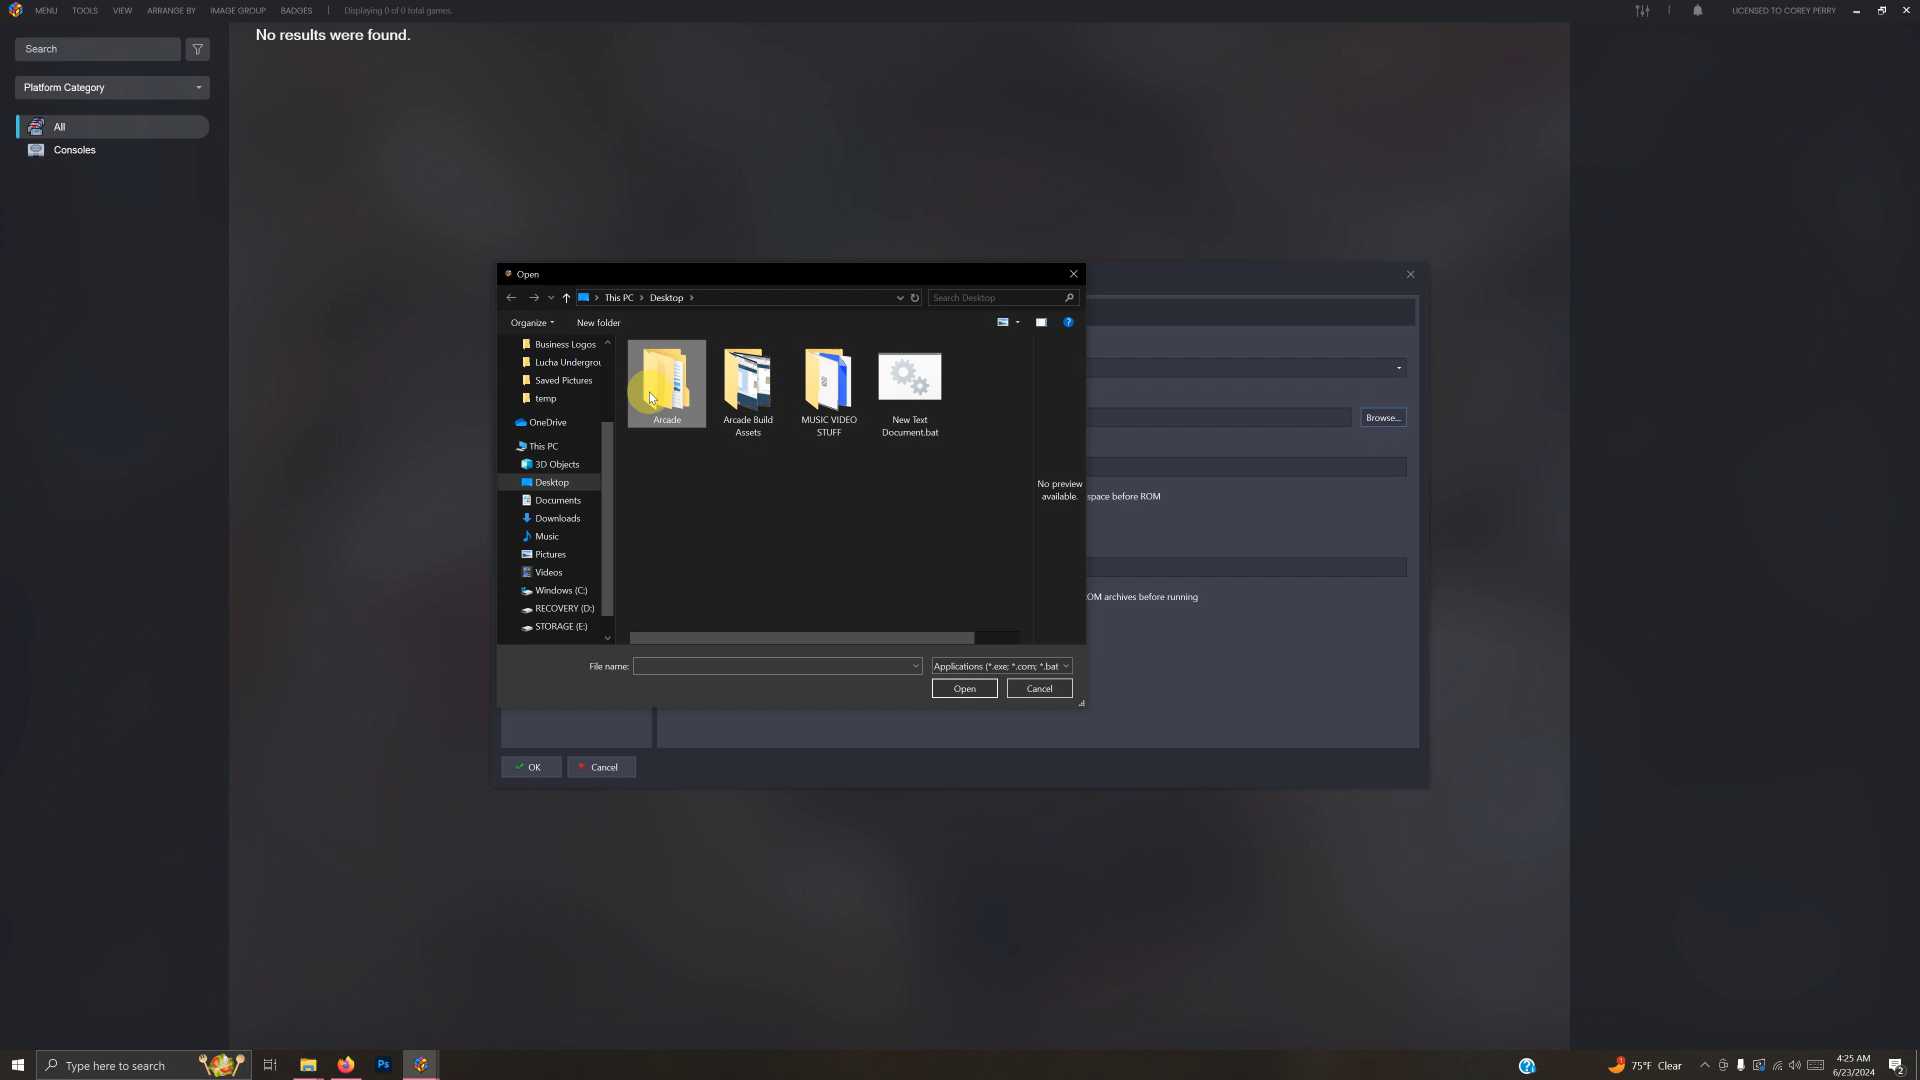 MENU TOOLS VIEW ARRANGE BY IMAGE GROUP BADGES | Displaying 0 of 0 total games. LICENSED TO COREY PERRY
Search
No results were found.
Platform Category
All
Consoles
Open
This PC > Desktop >
Search Desktop
Organize New folder
Business Logos
Lucha Undergrou
Saved Pictures
temp
OneDrive
This PC
3D Objects
Desktop
Documents
Downloads
Music
Pictures
Videos
Windows (C:)
RECOVERY (D:)
STORAGE (E:)
Arcade
Arcade Build
Assets
MUSIC VIDEO
STUFF
New Text
Document.bat
No preview
available.
Browse...
space before ROM
OM archives before running
File name:
Applications (*.exe; *.com; *.bat
Open Cancel
OK Cancel
Type here to search
Ps
75°F Clear
4:25 AM
6/23/2024
2